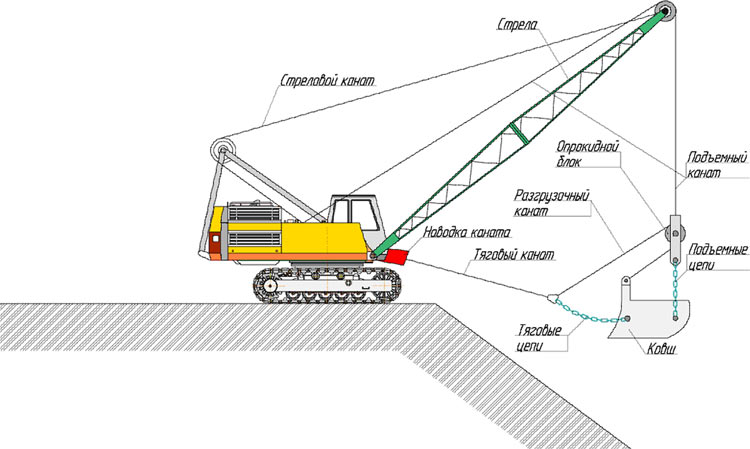 Стрела
Стреловой канат
Опрокидной
блок
Подъемный
канат
Разгрузочный
канат
Наводка каната
Тяговый канат
Подъемные
цепи
Тяговые
цепи
Ковш